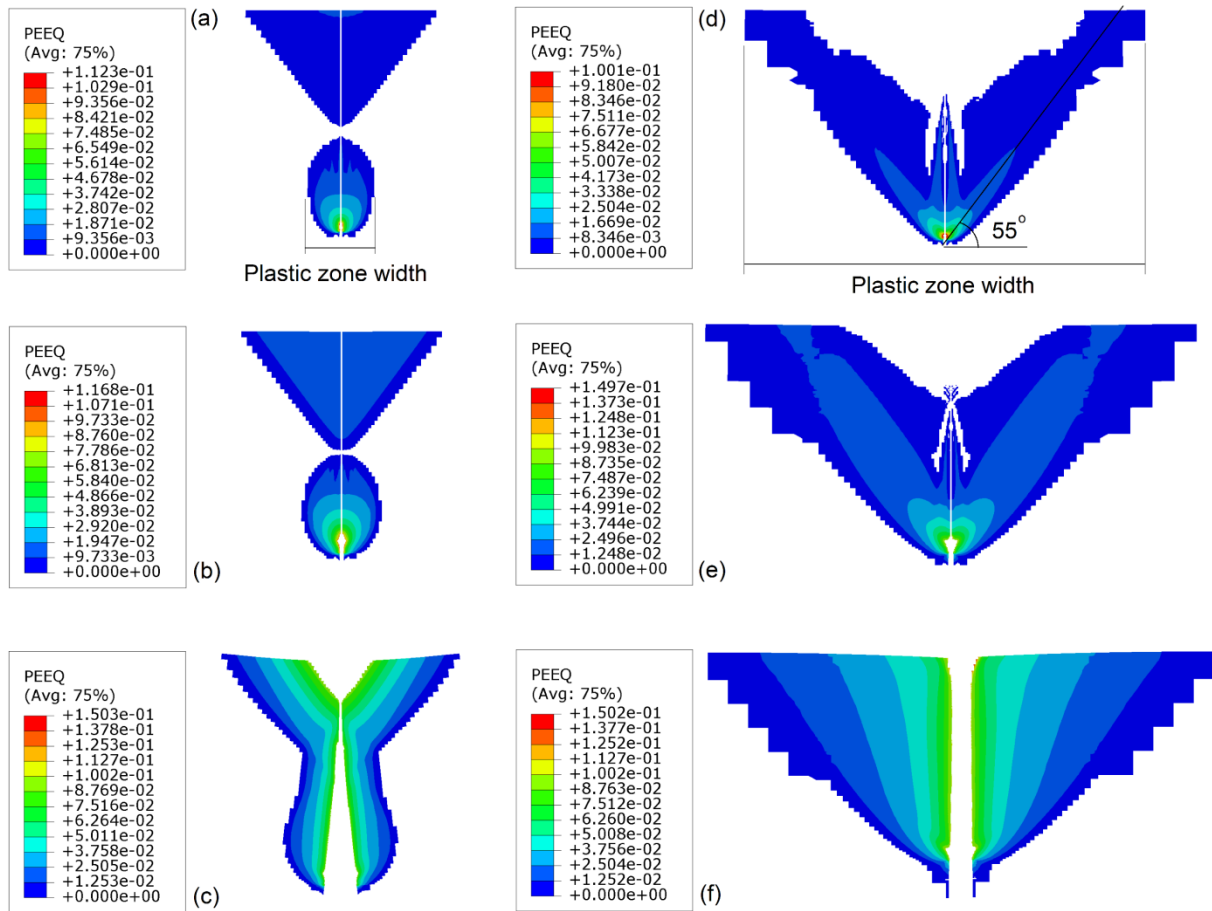 (a)
PEEQ
(Avg: 75%)
+1.123e-01
+1.029e-01
+9.356e-02
+8.421e-02
+7.485e-02
+6.549e-02
+5.614e-02
+4.678e-02
+3.742e-02
+2.807e-02
+1.871e-02
+9.356e-03
+0.000e+00
Plastic zone width
(d)
PEEQ
(Avg: 75%)
+1.001e-01
+9.180e-02
+8.346e-02
+7.511e-02
+6.677e-02
+5.842e-02
+5.007e-02
+4.173e-02
+3.338e-02
+2.504e-02
+1.669e-02
+8.346e-03
+0.000e+00
55°
Plastic zone width
PEEQ
(Avg: 75%)
+1.168e-01
+1.071e-01
+9.733e-02
+8.760e-02
+7.786e-02
+6.813e-02
+5.840e-02
+4.866e-02
+3.893e-02
+2.920e-02
+1.947e-02
+9.733e-03
+0.000e+00
(b)
PEEQ
(Avg: 75%)
+1.497e-01
+1.373e-01
+1.248e-01
+1.123e-01
+9.983e-02
+8.735e-02
+7.487e-02
+6.239e-02
+4.991e-02
+3.744e-02
+2.496e-02
+1.248e-02
+0.000e+00
(e)
PEEQ
(Avg: 75%)
+1.503e-01
+1.378e-01
+1.253e-01
+1.127e-01
+1.002e-01
+8.769e-02
+7.516e-02
+6.264e-02
+5.011e-02
+3.758e-02
+2.505e-02
+1.253e-02
+0.000e+00
(c)
PEEQ
(Avg: 75%)
+1.502e-01
+1.377e-01
+1.252e-01
+1.127e-01
+1.002e-01
+8.763e-02
+7.512e-02
+6.260e-02
+5.008e-02
+3.756e-02
+2.504e-02
+1.252e-02
+0.000e+00
(f)